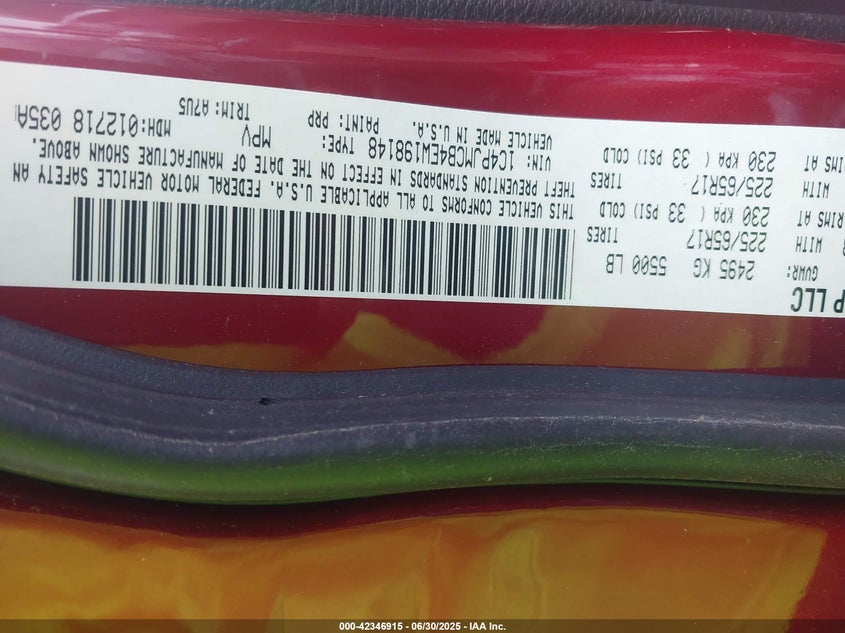 P LLC
GVWR: 2495 KG 5500 LB
WITH 225/65R17 TIRES
RIMS AT 230 KPA ( 33 PSI) COLD
WITH 225/65R17 TIRES
RIMS AT 230 KPA ( 33 PSI) COLD
THIS VEHICLE CONFORMS TO ALL APPLICABLE U.S.A. FEDERAL MOTOR VEHICLE SAFETY AN
THEFT PREVENTION STANDARDS IN EFFECT ON THE DATE OF MANUFACTURE SHOWN ABOVE.
VIN: 1C4PJMCB4EW198148 TYPE: MPV MDH:012718 035A
VEHICLE MADE IN U.S.A. PAINT: PRP TRIM: A7U5
000-42346915 | 06/30/2025 - IAA Inc.